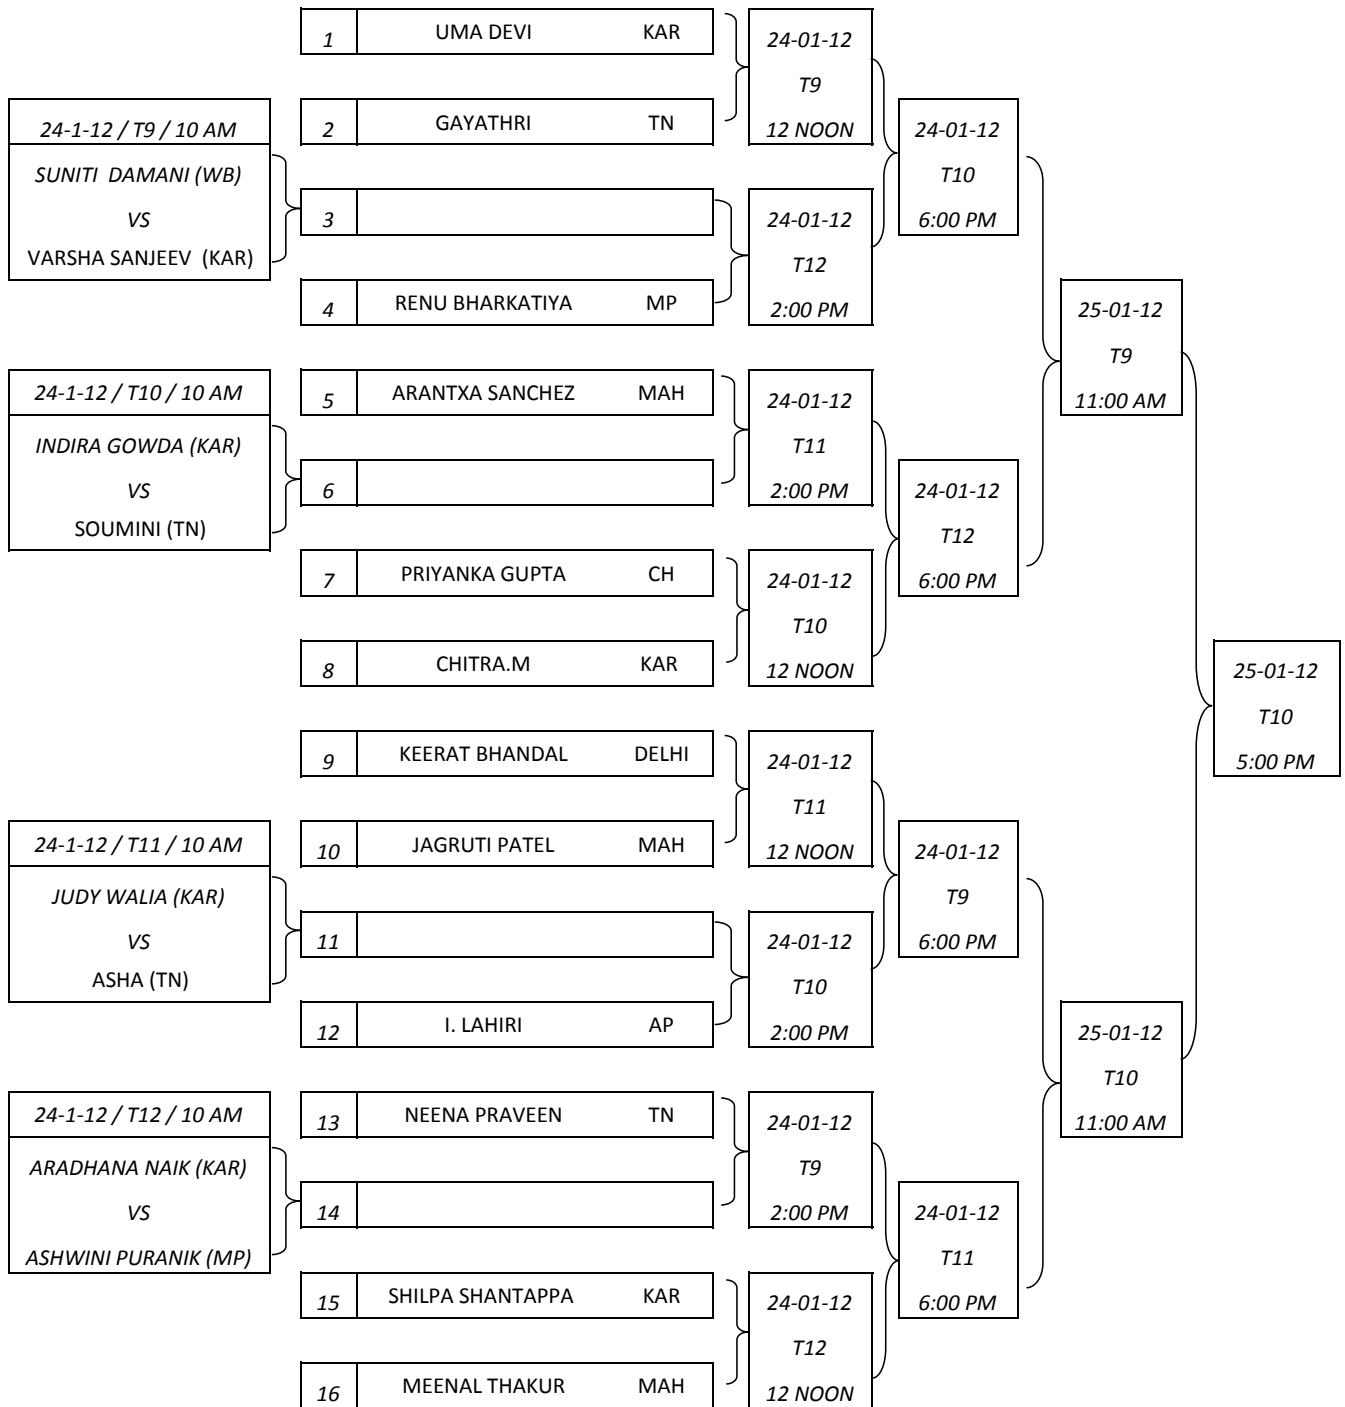 1 UMA DEVI KAR
24-01-12
T9
12 NOON
2 GAYATHRI TN
24-1-12 / T9 / 10 AM
SUNITI DAMANI (WB)
VS
VARSHA SANJEEV (KAR)
24-01-12
T10
6:00 PM
3
24-01-12
T12
2:00 PM
4 RENU BHARKATIYA MP
25-01-12
T9
11:00 AM
24-1-12 / T10 / 10 AM
INDIRA GOWDA (KAR)
VS
SOUMINI (TN)
5 ARANTXA SANCHEZ MAH
24-01-12
T11
2:00 PM
6
24-01-12
T12
6:00 PM
7 PRIYANKA GUPTA CH
24-01-12
T10
12 NOON
8 CHITRA.M KAR
25-01-12
T10
5:00 PM
9 KEERAT BHANDAL DELHI
24-01-12
T11
12 NOON
10 JAGRUTI PATEL MAH
24-1-12 / T11 / 10 AM
JUDY WALIA (KAR)
VS
ASHA (TN)
24-01-12
T9
6:00 PM
11
24-01-12
T10
2:00 PM
12 I. LAHIRI AP
25-01-12
T10
11:00 AM
24-1-12 / T12 / 10 AM
ARADHANA NAIK (KAR)
VS
ASHWINI PURANIK (MP)
13 NEENA PRAVEEN TN
24-01-12
T9
2:00 PM
14
24-01-12
T11
6:00 PM
15 SHILPA SHANTAPPA KAR
24-01-12
T12
12 NOON
16 MEENAL THAKUR MAH